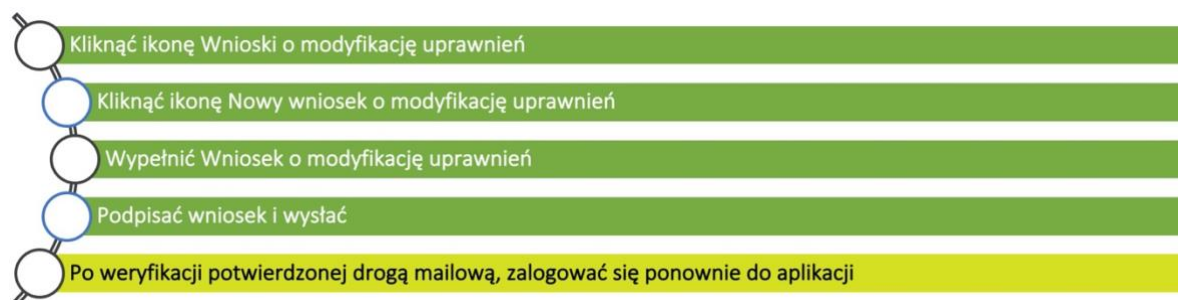 Kliknąć ikonę Wnioski o modyfikację uprawnień
Kliknąć ikonę Nowy wniosek o modyfikację uprawnień
Wypełnić Wniosek o modyfikację uprawnień
Podpisać wniosek i wysłać
Po weryfikacji potwierdzonej drogą mailową, zalogować się ponownie do aplikacji